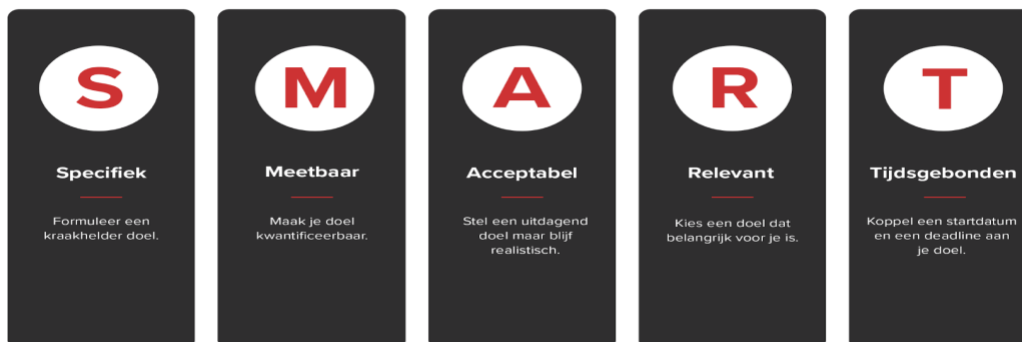 S
Specifiek
Formuleer een
kraakhelder doel.
M
Meetbaar
Maak je doel
kwantificeerbaar.
A
Acceptabel
Stel een uitdagend
doel maar blijf
realistisch.
R
Relevant
Kies een doel dat
belangrijk voor je is.
T
Tijdsgebonden
Koppel een startdatum
en een deadline aan
je doel.